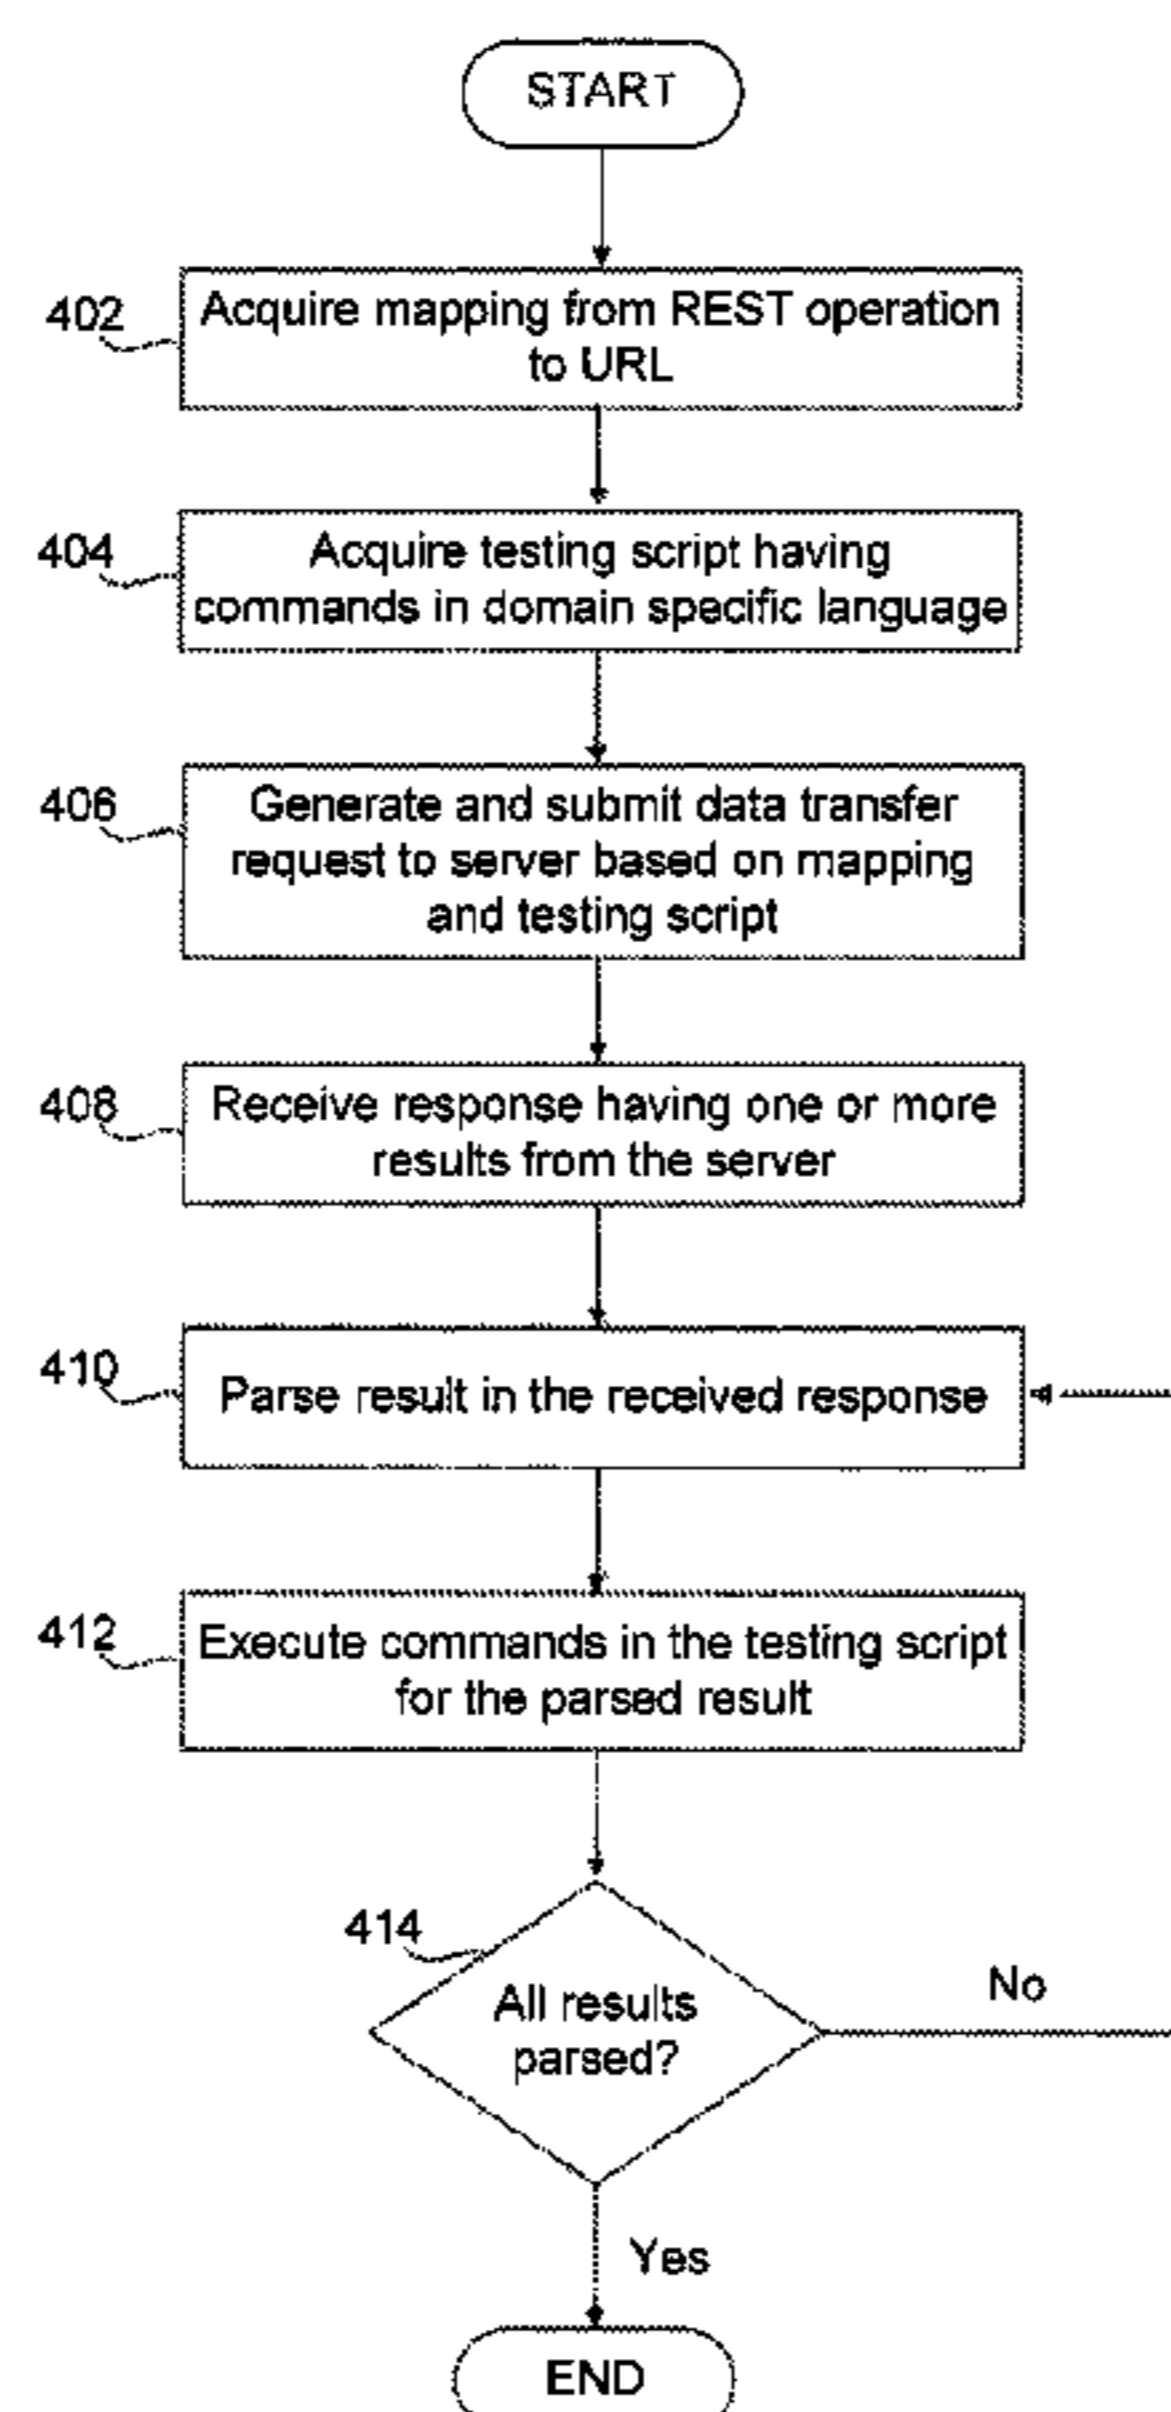 START
402
Acquire mapping from REST operation
to URL
404
Acquire testing script having
commands in domain specific language
406
Generate and submit data transfer
request to server based on mapping
and testing script
408
Receive response having one or more
results from the server
410
Parse result in the received response
412
Execute commands in the testing script
for the parsed result
414
All results
parsed?
No
Yes
END